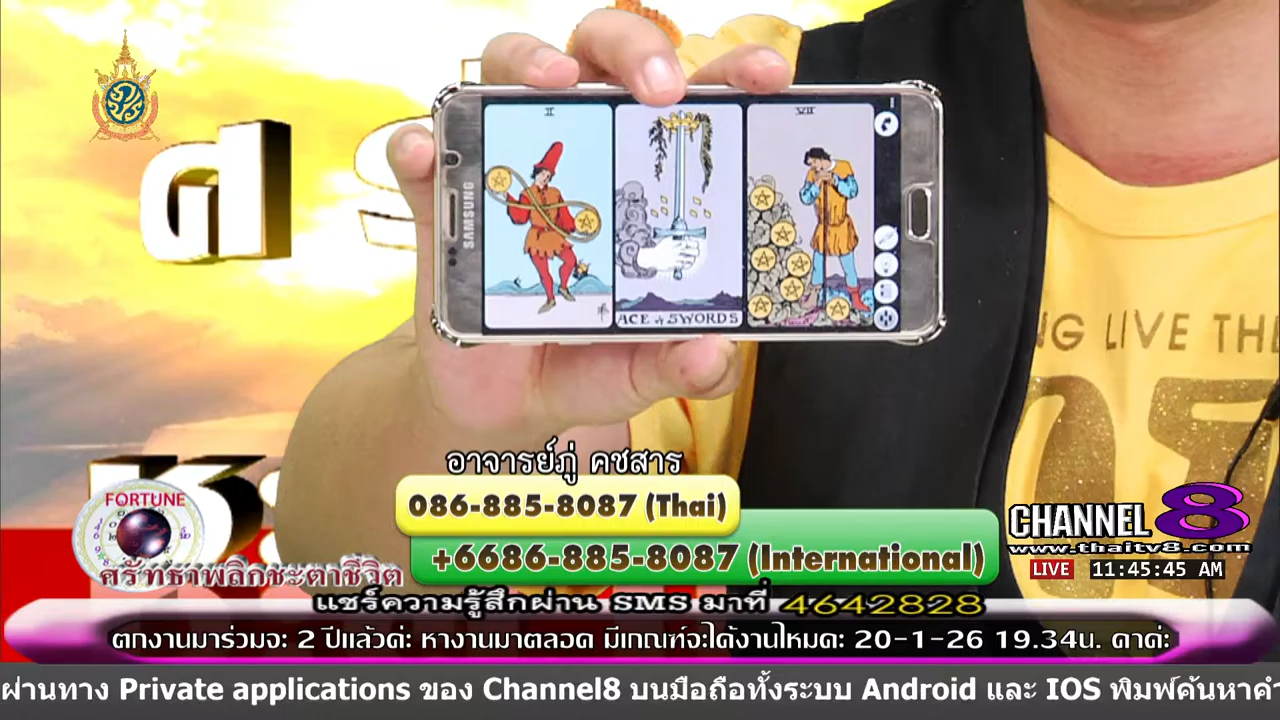 II
VII
SAMSUNG
ACE of SWORDS
NG LIVE THE
อาจารย์ภู่ คชสาร
086-885-8087 (Thai)
+6686-885-8087 (International)
CHANNEL 8
www.thaitv8.com
LIVE 11:45:45 AM
FORTUNE
ศรัทธาพลิกชะตาชีวิต
แชร์ความรู้สึกผ่าน SMS มาที่ 4642828
ตกงานมาร่วมจะ 2 ปีแล้วค่ะ หางานมาตลอด มีเกณฑ์จะได้งานไหมคะ 20-1-26 19.34น. คาค่ะ
ผ่านทาง Private applications ของ Channel8 บนมือถือทั้งระบบ Android และ IOS พิมพ์ค้นหาคำ